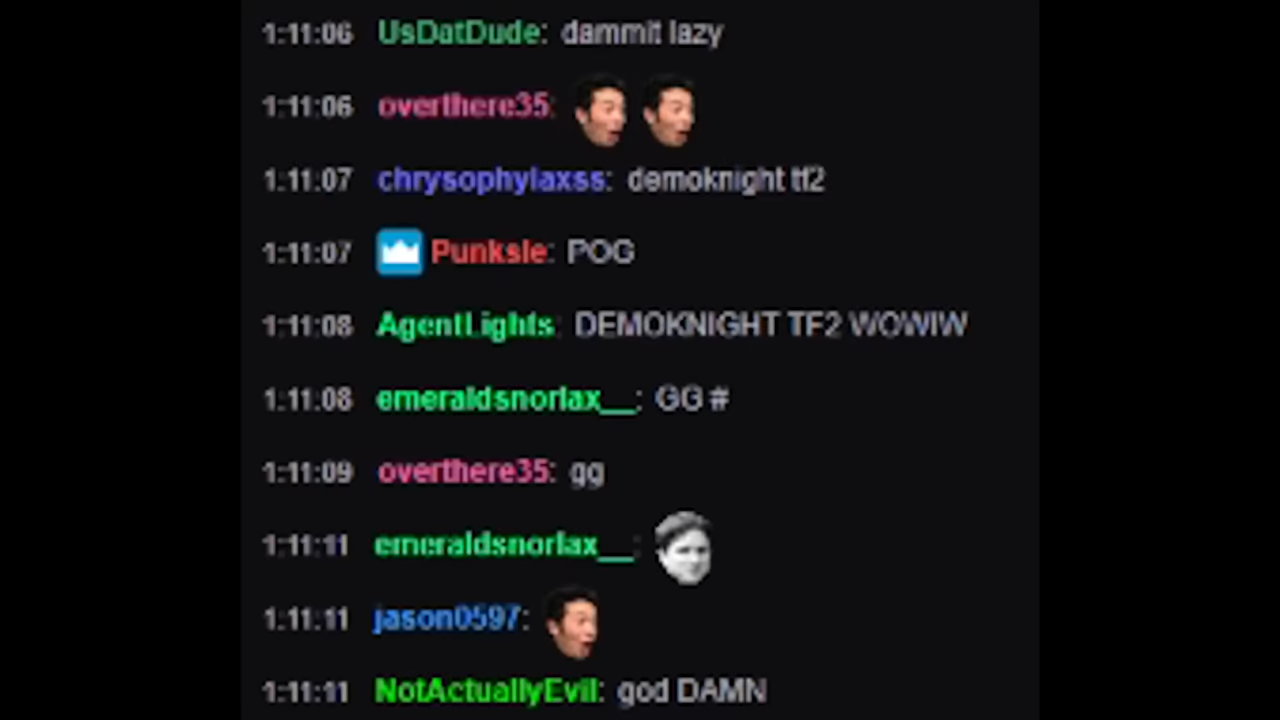 1:11:06 UsDatDude: dammit lazy
1:11:06 overthere35:
1:11:07 chrysophylaxss: demoknight tf2
1:11:07 Punksle: POG
1:11:08 AgentLights: DEMOKNIGHT TF2 WOWIW
1:11:08 emeraldsnorlax__: GG #
1:11:09 overthere35: gg
1:11:11 emeraldsnorlax__:
1:11:11 jason0597:
1:11:11 NotActuallyEvil: god DAMN